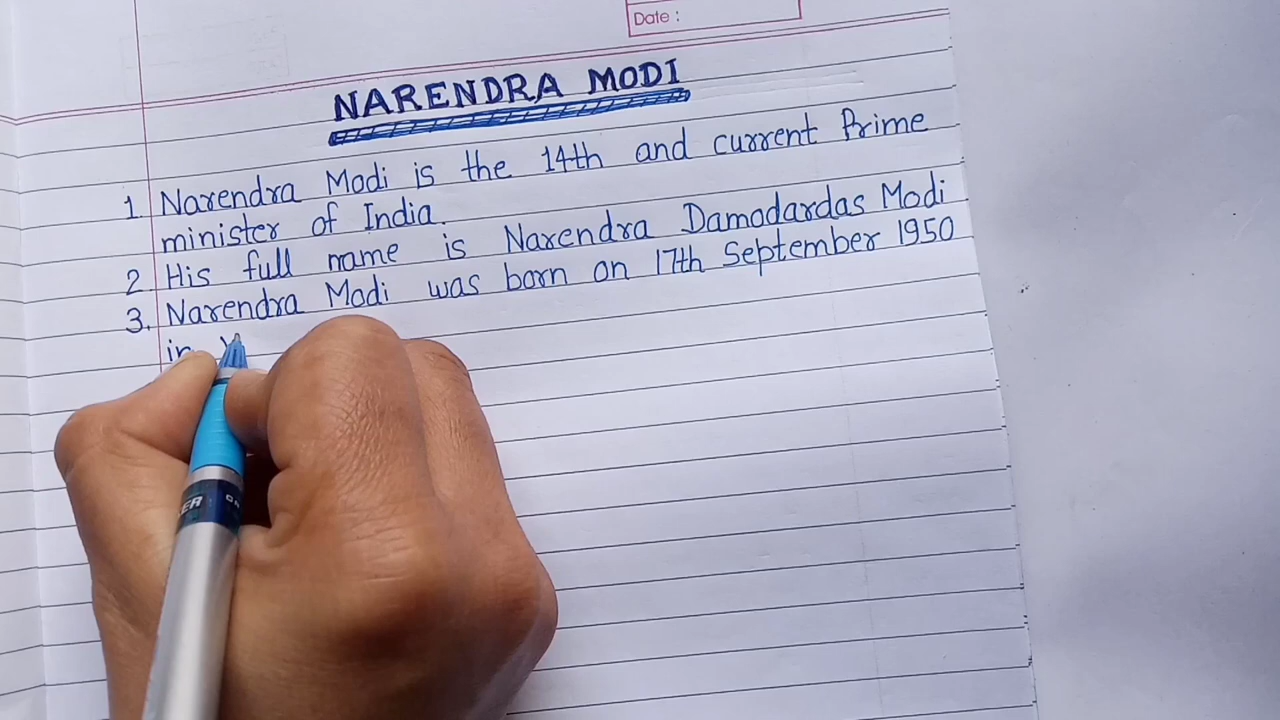 Date :
NARENDRA MODI
1. Narendra Modi is the 14th and current Prime
minister of India.
2. His full name is Narendra Damodardas Modi
3. Narendra Modi was born on 17th September 1950
in